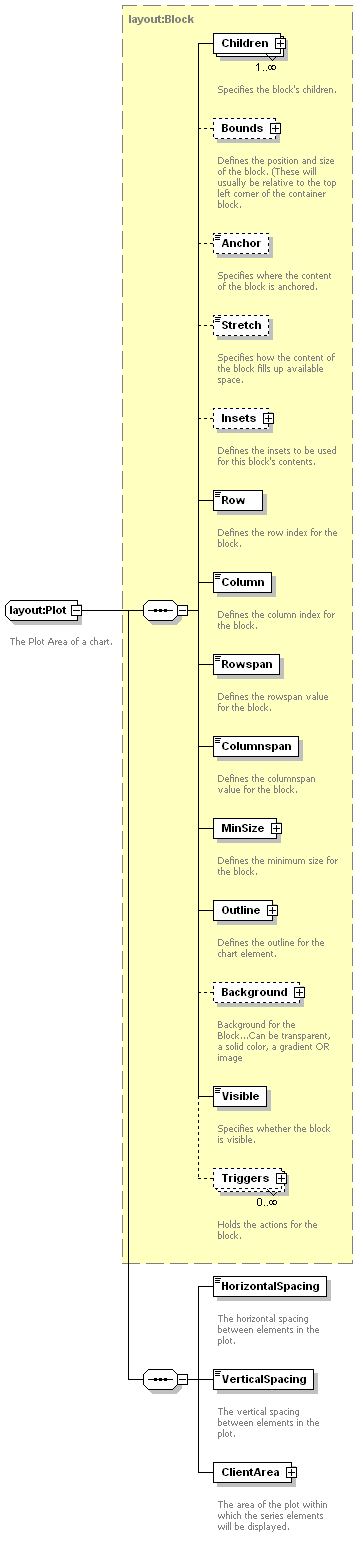 layout:Block
Children
1..∞
Specifies the block's children.
Bounds
Defines the position and size
of the block. (These will
usually be relative to the top
left corner of the container
block.
Anchor
Specifies where the content
of the block is anchored.
Stretch
Specifies how the content of
the block fills up available
space.
Insets
Defines the insets to be used
for this block's contents.
Row
Defines the row index for the
block.
Column
Defines the column index for
the block.
layout:Plot
The Plot Area of a chart.
Rowspan
Defines the rowspan value
for the block.
Columnspan
Defines the columnspan
value for the block.
MinSize
Defines the minimum size for
the block.
Outline
Defines the outline for the
chart element.
Background
Background for the
Block...Can be transparent,
a solid color, a gradient OR
image
Visible
Specifies whether the block
is visible.
Triggers
0..∞
Holds the actions for the
block.
HorizontalSpacing
The horizontal spacing
between elements in the
plot.
VerticalSpacing
The vertical spacing
between elements in the
plot.
ClientArea
The area of the plot within
which the series elements
will be displayed.